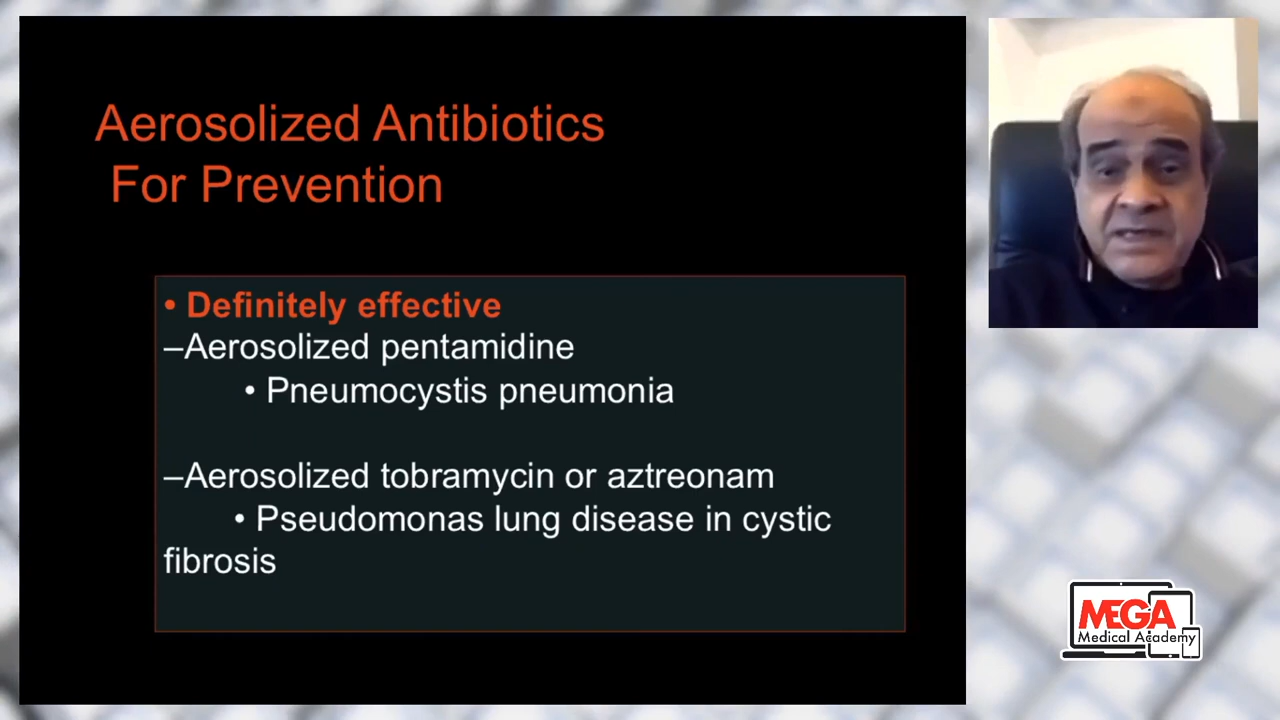 Aerosolized Antibiotics
For Prevention
• Definitely effective
–Aerosolized pentamidine
• Pneumocystis pneumonia
–Aerosolized tobramycin or aztreonam
• Pseudomonas lung disease in cystic
fibrosis
MEGA
Medical Academy